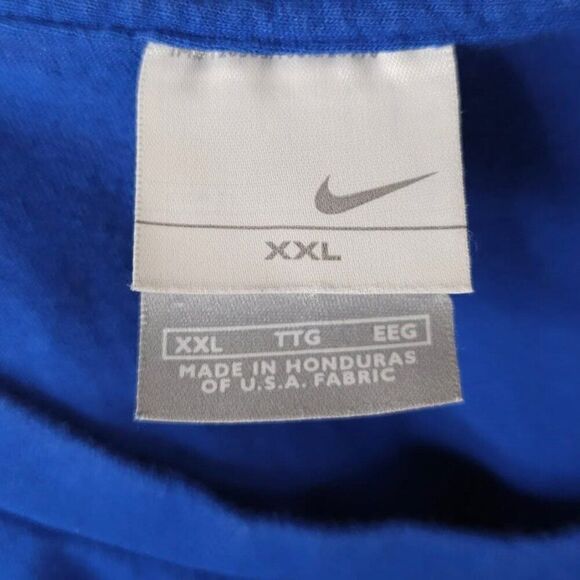 XXL
XXL TTG EEG
MADE IN HONDURAS
OF U.S.A. FABRIC